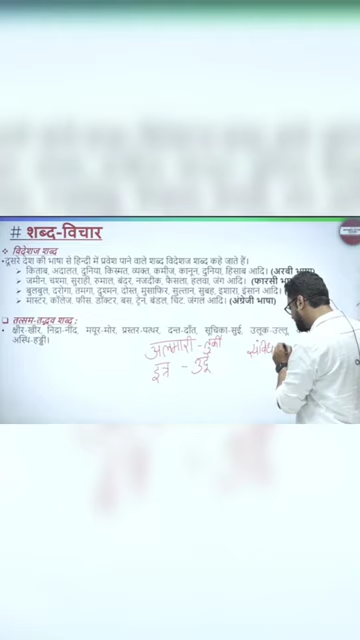 # शब्द-विचार
❖ विदेशज शब्द
•दूसरे देश की भाषा से हिन्दी में प्रवेश पाने वाले शब्द विदेशज शब्द कहे जाते हैं।
➢ किताब, अदालत, दुनिया, किस्मत, व्यक्त, कमीज, कानून, दुनिया, हिसाब आदि। (अरबी भाषा)
➢ जमीन, चश्मा, सुराही, रुमाल, बंदर, नजदीक, फैसला, हलवा, जंग आदि। (फारसी भाषा)
➢ बुलबुल, दरोगा, तमगा, दुश्मन, दोस्त, मुसाफिर, सुल्तान, सुबह, इशारा, इंसान आदि।
➢ मास्टर, कॉलेज, फीस, डॉक्टर, बस, ट्रेन, बंडल, चिट, जंगल आदि। (अंग्रेजी भाषा)
❑ तत्सम-तद्भव शब्द :
• क्षीर-खीर, निद्रा-नींद, मयूर-मोर, प्रस्तर-पत्थर, दन्त-दाँत, सूचिका-सुई, उलूक-उल्लू
अस्थि-हड्डी।
अलमारी - तुर्की संविध
इत्र - उर्दू